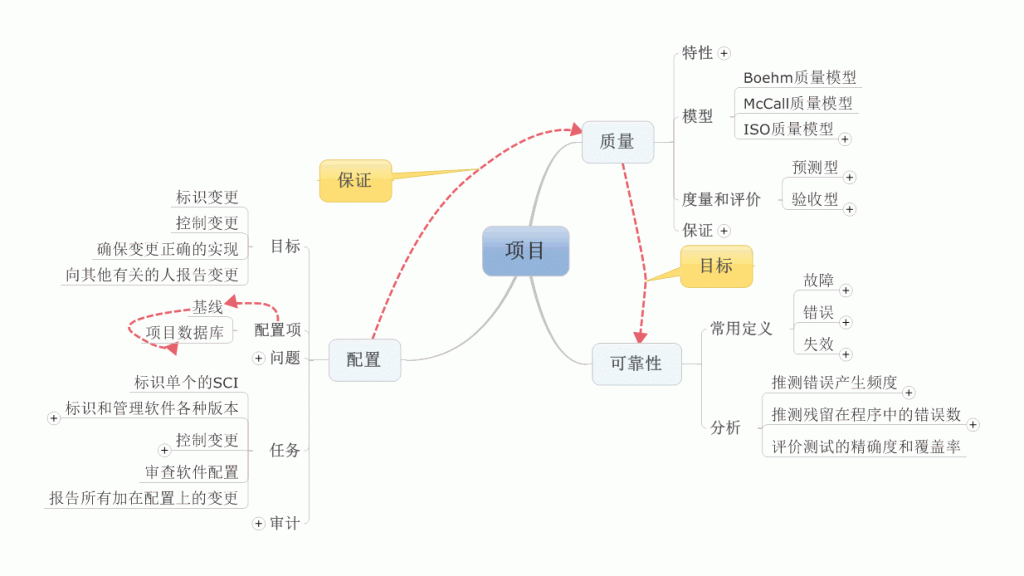 项目
质量
特性
模型
Boehm质量模型
McCall质量模型
ISO质量模型
度量和评价
预测型
验收型
保证
保证
目标
可靠性
常用定义
故障
错误
失效
分析
推测错误产生频度
推测残留在程序中的错误数
评价测试的精确度和覆盖率
配置
目标
标识变更
控制变更
确保变更正确的实现
向其他有关的人报告变更
配置项
基线
项目数据库
问题
任务
标识单个的SCI
标识和管理软件各种版本
控制变更
审查软件配置
报告所有加在配置上的变更
审计